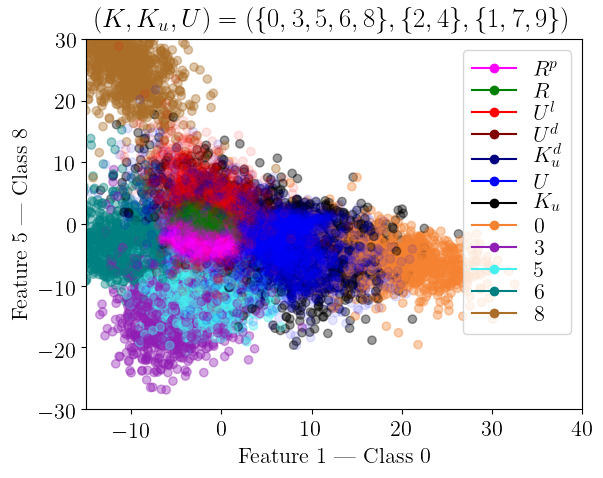 (K, K_u, U) = ({0, 3, 5, 6, 8}, {2, 4}, {1, 7, 9})
30
20
10
0
−10
−20
−30
Feature 5 — Class 8
R^p
R
U^l
U^d
K_u^d
U
K_u
0
3
5
6
8
−10
0
10
20
30
40
Feature 1 — Class 0